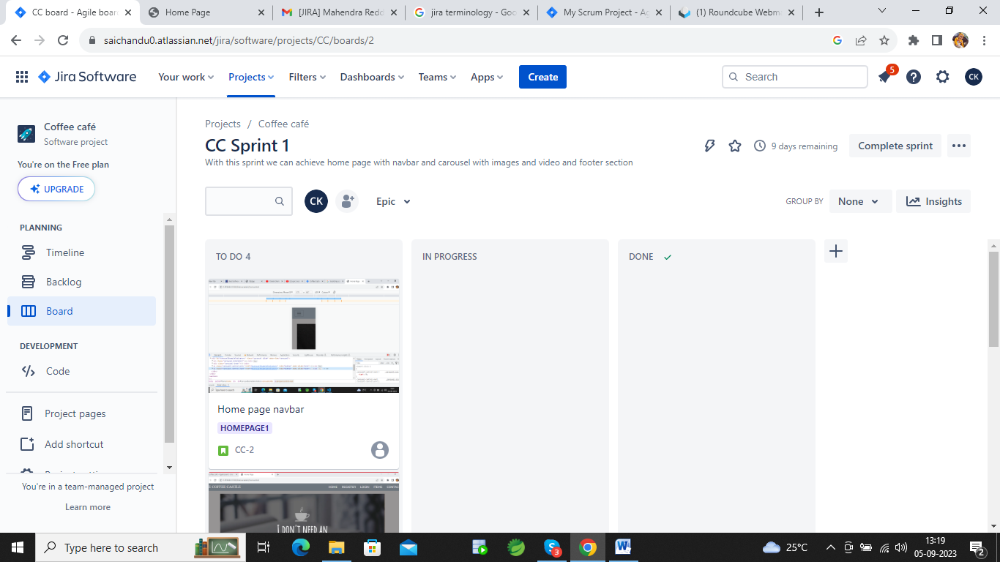 CC board - Agile boar
Home Page
[JIRA] Mahendra Redd
jira terminology - Goo
My Scrum Project - Ag
(1) Roundcube Webma
saichandu0.atlassian.net/jira/software/projects/CC/boards/2
Jira Software
Your work
Projects
Filters
Dashboards
Teams
Apps
Create
Search
5
CK
Coffee café
Software project
You're on the Free plan
UPGRADE
PLANNING
Timeline
Backlog
Board
DEVELOPMENT
Code
Project pages
Add shortcut
You're in a team-managed project
Learn more
Projects / Coffee café
CC Sprint 1
With this sprint we can achieve home page with navbar and carousel with images and video and footer section
9 days remaining
Complete sprint
CK
Epic
GROUP BY
None
Insights
TO DO 4
IN PROGRESS
DONE
Home page navbar
HOMEPAGE1
CC-2
E COFFEE CASTLE
HOME REGISTER LOGIN ITEMS CONTAC
I DON'T NEED AN
Type here to search
3
25°C
13:19
05-09-2023
2